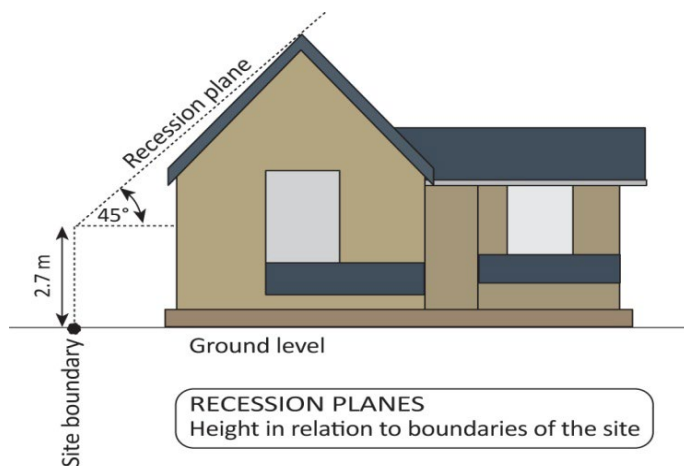 Recession plane
45°
2.7 m
Site boundary
Ground level
RECESSION PLANES
Height in relation to boundaries of the site